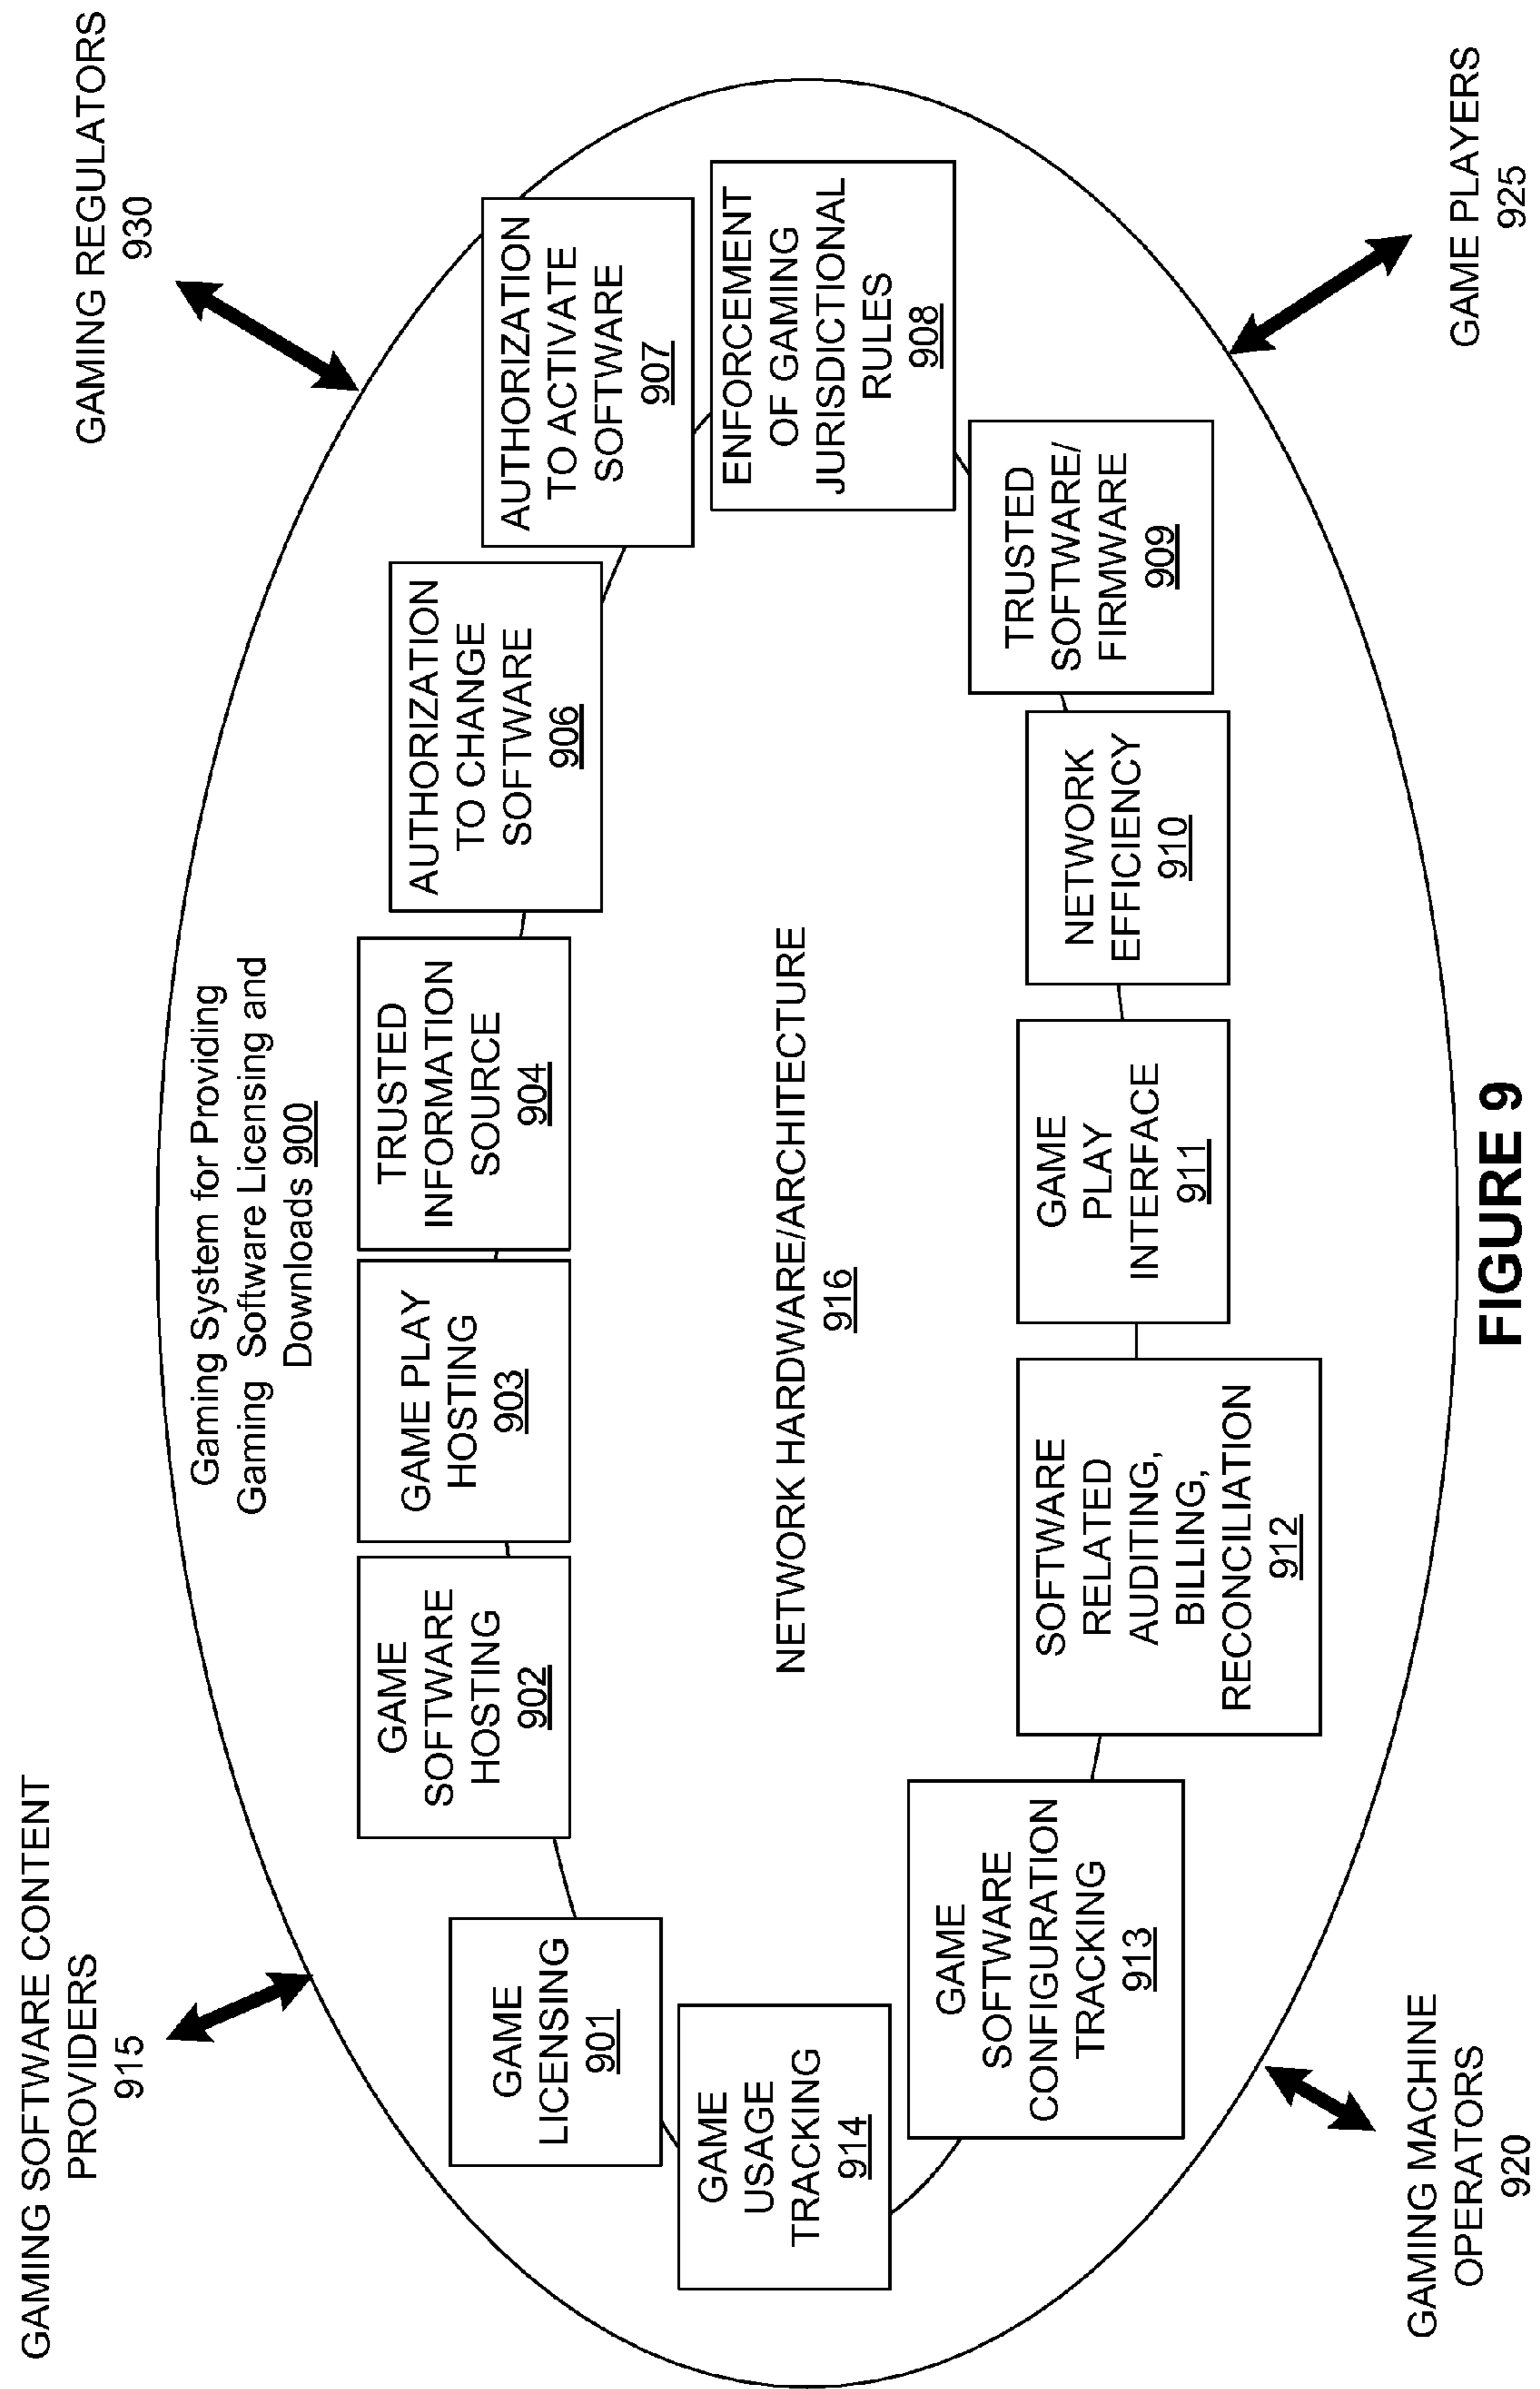 GAMING SOFTWARE CONTENT
PROVIDERS
915
GAMING REGULATORS
930
Gaming System for Providing
Gaming Software Licensing and
Downloads 900
GAME
LICENSING
901
GAME
SOFTWARE
HOSTING
902
GAME PLAY
HOSTING
903
TRUSTED
INFORMATION
SOURCE
904
AUTHORIZATION
TO CHANGE
SOFTWARE
906
AUTHORIZATION
TO ACTIVATE
SOFTWARE
907
ENFORCEMENT
OF GAMING
JURISDICTIONAL
RULES
908
NETWORK HARDWARE/ARCHITECTURE
916
GAME
USAGE
TRACKING
914
GAME
SOFTWARE
CONFIGURATION
TRACKING
913
SOFTWARE
RELATED
AUDITING,
BILLING,
RECONCILIATION
912
GAME
PLAY
INTERFACE
911
NETWORK
EFFICIENCY
910
TRUSTED
SOFTWARE/
FIRMWARE
909
GAMING MACHINE
OPERATORS
920
GAME PLAYERS
925
FIGURE 9